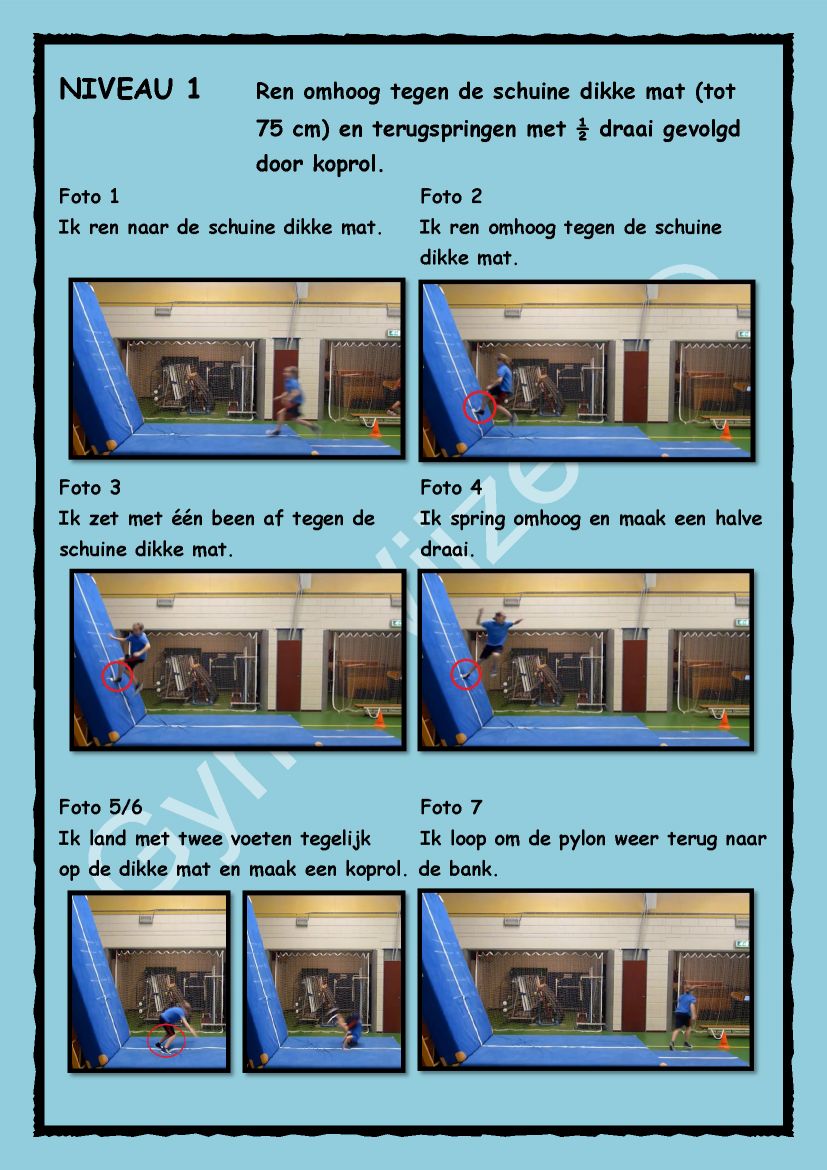 NIVEAU 1
Ren omhoog tegen de schuine dikke mat (tot
75 cm) en terugspringen met ½ draai gevolgd
door koprol.
Foto 1
Ik ren naar de schuine dikke mat.
Foto 2
Ik ren omhoog tegen de schuine
dikke mat.
Foto 3
Ik zet met één been af tegen de
schuine dikke mat.
Foto 4
Ik spring omhoog en maak een halve
draai.
Foto 5/6
Ik land met twee voeten tegelijk
op de dikke mat en maak een koprol.
Foto 7
Ik loop om de pylon weer terug naar
de bank.